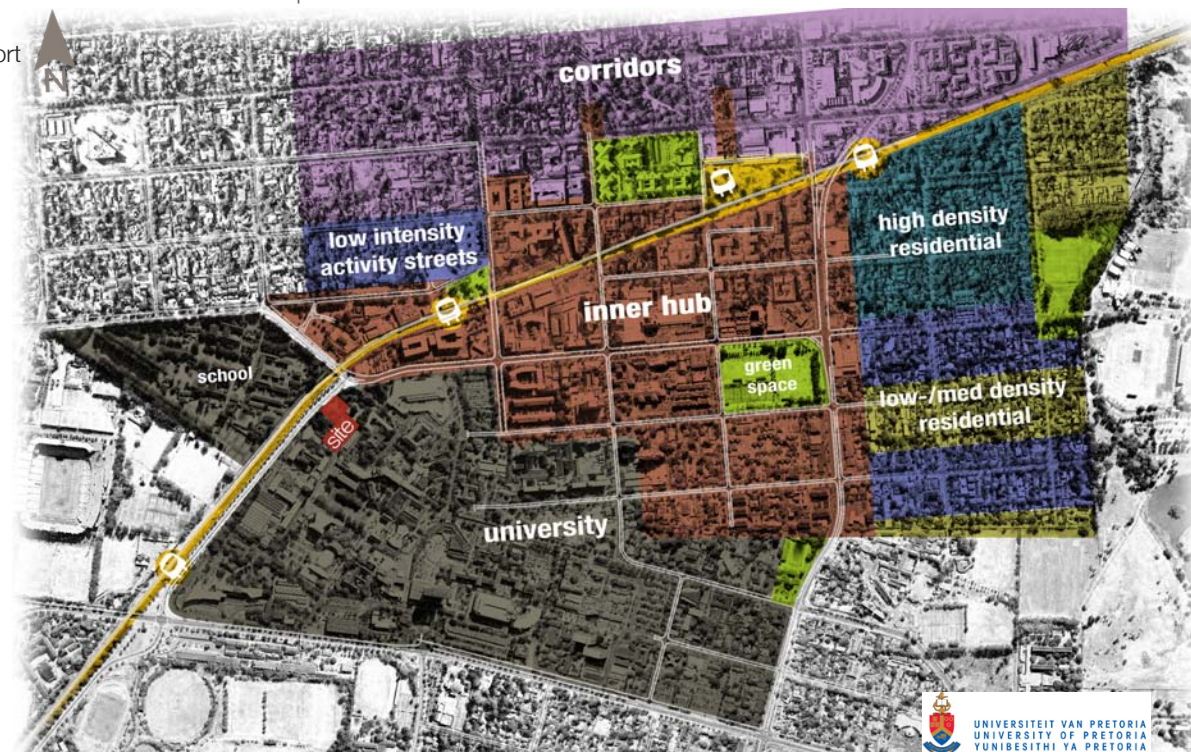 ort
N
corridors
low intensity
activity streets
high density
residential
inner hub
school
green
space
low-/med density
residential
site
university
UNIVERSITEIT VAN PRETORIA
UNIVERSITY OF PRETORIA
YUNIBESITHI YA PRETORIA